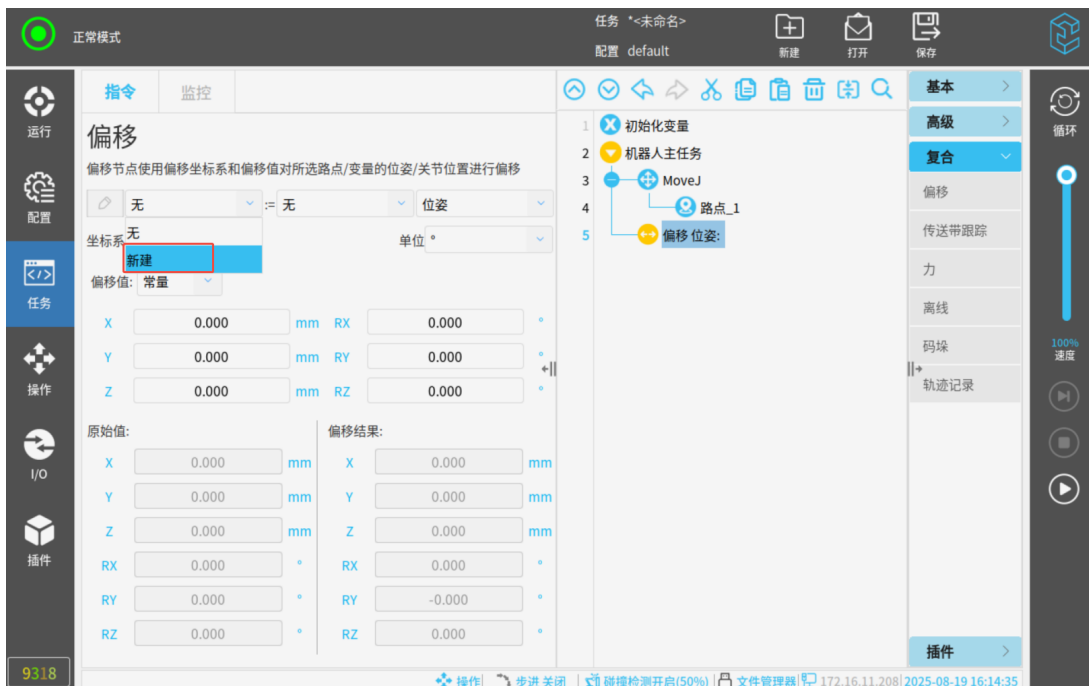 正常模式
任务 *<未命名>
配置 default
新建
打开
保存
运行
配置
任务
操作
I/O
插件
9318
指令 监控
偏移
偏移节点使用偏移坐标系和偏移值对所选路点/变量的位姿/关节位置进行偏移
无 := 无 位姿
无
新建
坐标系 单位 °
偏移值: 常量
X 0.000 mm RX 0.000 °
Y 0.000 mm RY 0.000 °
Z 0.000 mm RZ 0.000 °
原始值: 偏移结果:
X 0.000 mm X 0.000 mm
Y 0.000 mm Y 0.000 mm
Z 0.000 mm Z 0.000 mm
RX 0.000 ° RX 0.000 °
RY 0.000 ° RY -0.000 °
RZ 0.000 ° RZ 0.000 °
1 初始化变量
2 机器人主任务
3 MoveJ
4 路点_1
5 偏移 位姿:
基本
高级
复合
偏移
传送带跟踪
力
离线
码垛
轨迹记录
插件
循环
100%
速度
操作 步进 关闭 碰撞检测开启(50%) 文件管理器 172.16.11.208 2025-08-19 16:14:35